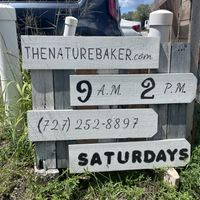 THENATUREBAKER.com
9 A.M. 2 P.M.
(727) 252-8897
SATURDAYS